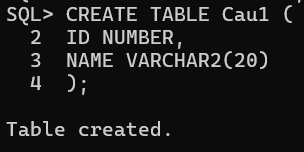 SQL> CREATE TABLE Cau1 (
  2  ID NUMBER,
  3  NAME VARCHAR2(20)
  4  );
Table created.